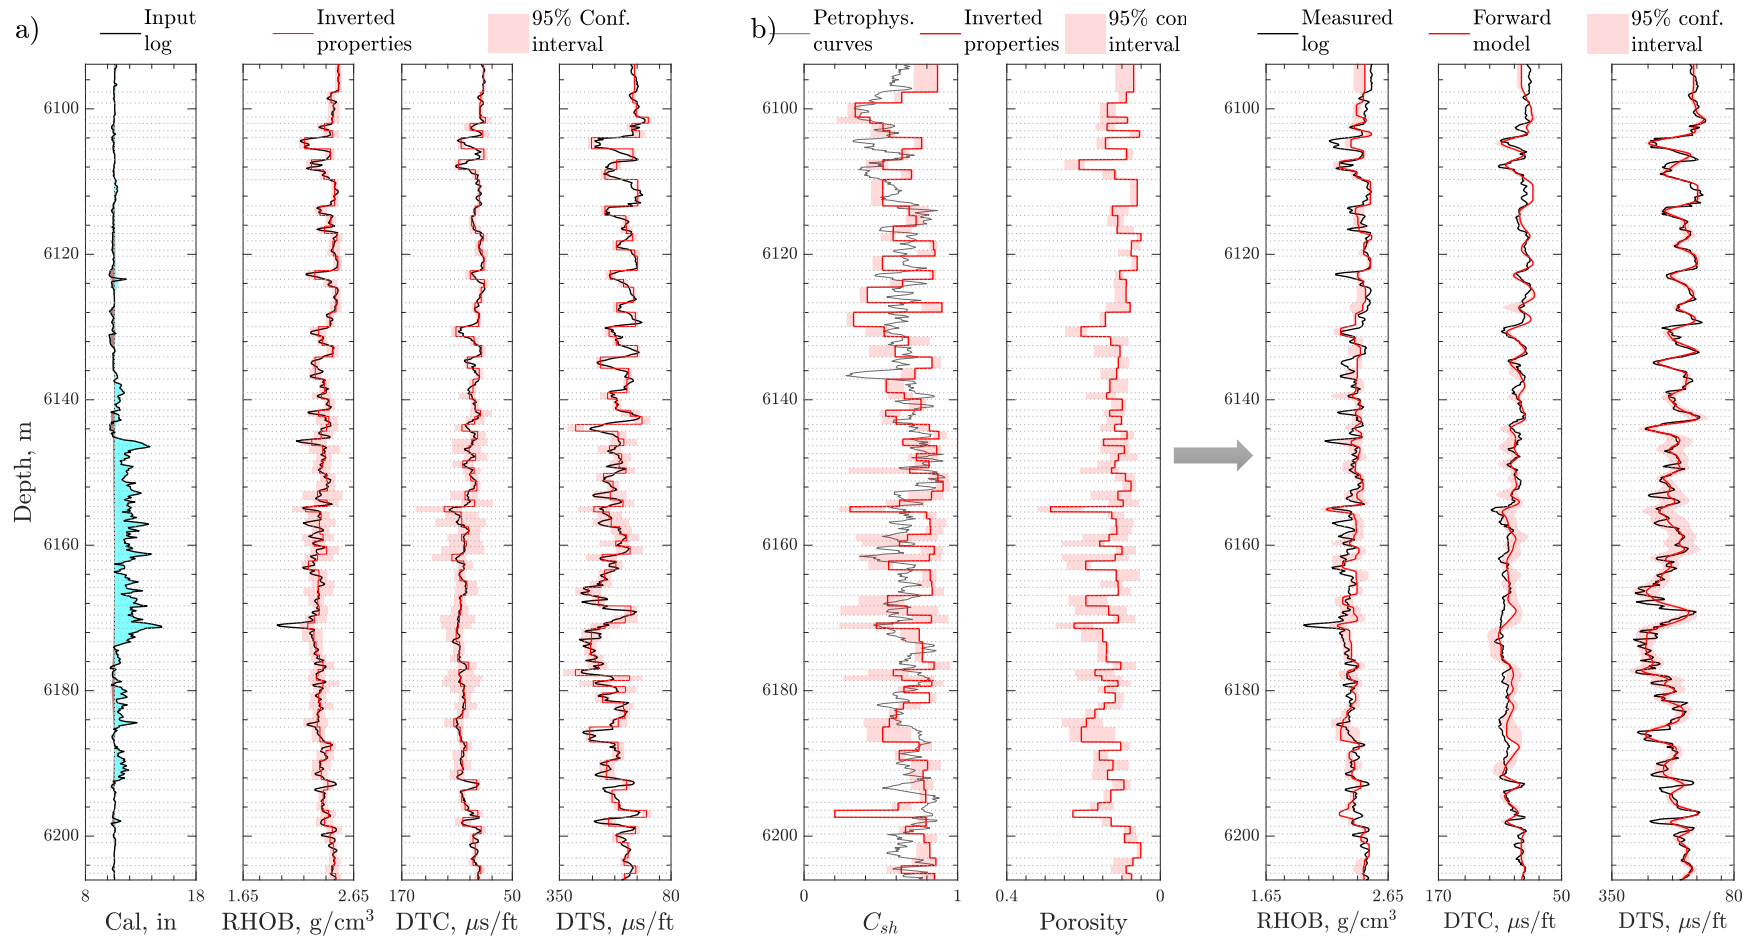 a)
Input
log
Inverted
properties
95% Conf.
interval
b)
Petrophys.
curves
Inverted
properties
95% con
interval
Measured
log
Forward
model
95% conf.
interval
Depth, m
6100
6120
6140
6160
6180
6200
8 18
Cal, in
1.65 2.65
RHOB, g/cm3
170 50
DTC, μs/ft
350 80
DTS, μs/ft
6100
6120
6140
6160
6180
6200
0 1
Csh
0.4 0
Porosity
6100
6120
6140
6160
6180
6200
1.65 2.65
RHOB, g/cm3
170 50
DTC, μs/ft
350 80
DTS, μs/ft